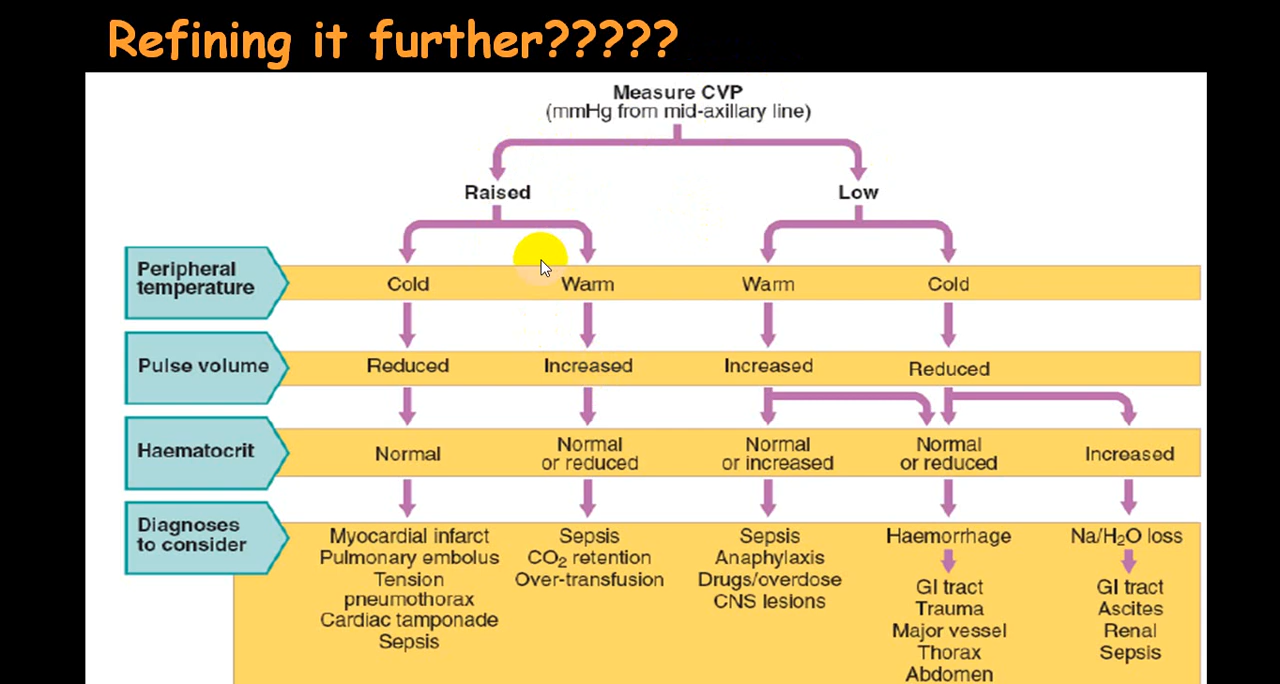 Refining it further?????
Measure CVP
(mmHg from mid-axillary line)
Raised
Low
Peripheral
temperature
Cold
Warm
Warm
Cold
Pulse volume
Reduced
Increased
Increased
Reduced
Haematocrit
Normal
Normal
or reduced
Normal
or increased
Normal
or reduced
Increased
Diagnoses
to consider
Myocardial infarct
Pulmonary embolus
Tension
pneumothorax
Cardiac tamponade
Sepsis
Sepsis
CO₂ retention
Over-transfusion
Sepsis
Anaphylaxis
Drugs/overdose
CNS lesions
Haemorrhage
GI tract
Trauma
Major vessel
Thorax
Abdomen
Na/H₂O loss
GI tract
Ascites
Renal
Sepsis